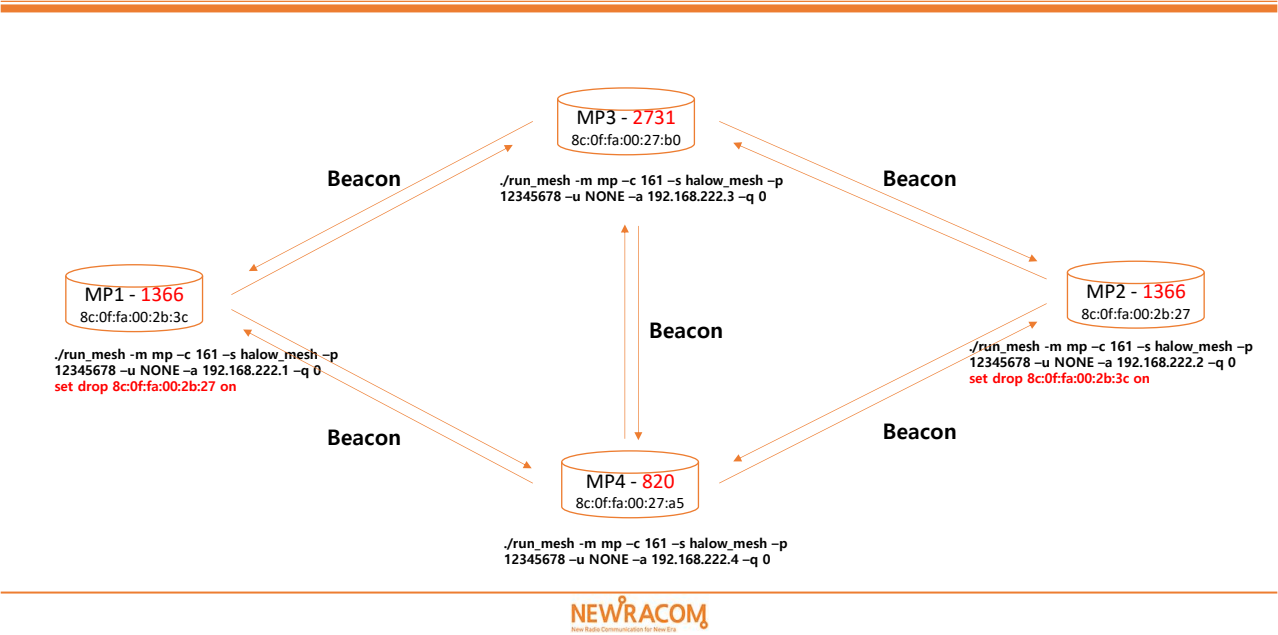 MP3 - 2731
8c:0f:fa:00:27:b0
Beacon
Beacon
./run_mesh -m mp –c 161 –s halow_mesh –p
12345678 –u NONE –a 192.168.222.3 –q 0
MP1 - 1366
8c:0f:fa:00:2b:3c
MP2 - 1366
8c:0f:fa:00:2b:27
Beacon
./run_mesh -m mp –c 161 –s halow_mesh –p
12345678 –u NONE –a 192.168.222.1 –q 0
set drop 8c:0f:fa:00:2b:27 on
./run_mesh -m mp –c 161 –s halow_mesh –p
12345678 –u NONE –a 192.168.222.2 –q 0
set drop 8c:0f:fa:00:2b:3c on
Beacon
Beacon
MP4 - 820
8c:0f:fa:00:27:a5
./run_mesh -m mp –c 161 –s halow_mesh –p
12345678 –u NONE –a 192.168.222.4 –q 0
NEWRACOM
New Radio Communication for New Era